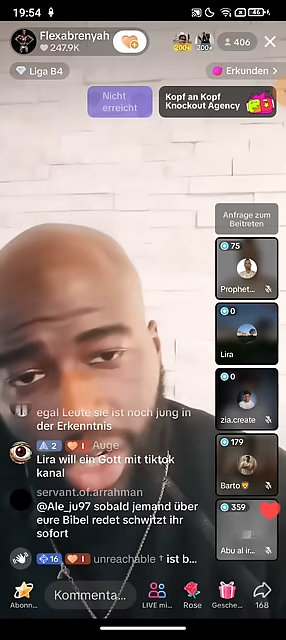 19:54
46
Flexabrenyah
247.9K
200+
200+
406
Liga B4
Erkunden >
Nicht
erreicht
Kopf an Kopf
Knockout Agency
Anfrage zum
Beitreten
75
Prophet...
0
Lira
0
zia.create
179
Barto
359
Abu al ir...
egal Leute sie ist noch jung in
der Erkenntnis
2 1 Auge
Lira will ein Gott mit tiktok
kanal
servant.of.arrahman
@Ale_ju97 sobald jemand über
eure Bibel redet schwitzt ihr
sofort
16 1 unreachable † ist b...
Abonn...
Kommenta...
LIVE mi...
Rose
Gesche...
168